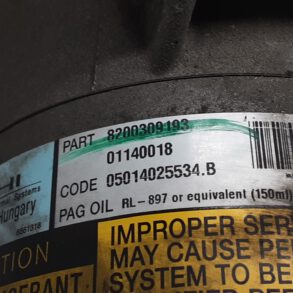 PART 8200309193
01140018
CODE 05014025534.B
PAG OIL RL-897 or equivalent (150ml)
Systems
Hungary
IMPROPER SER
MAY CAUSE PE
SYSTEM TO BE
TION